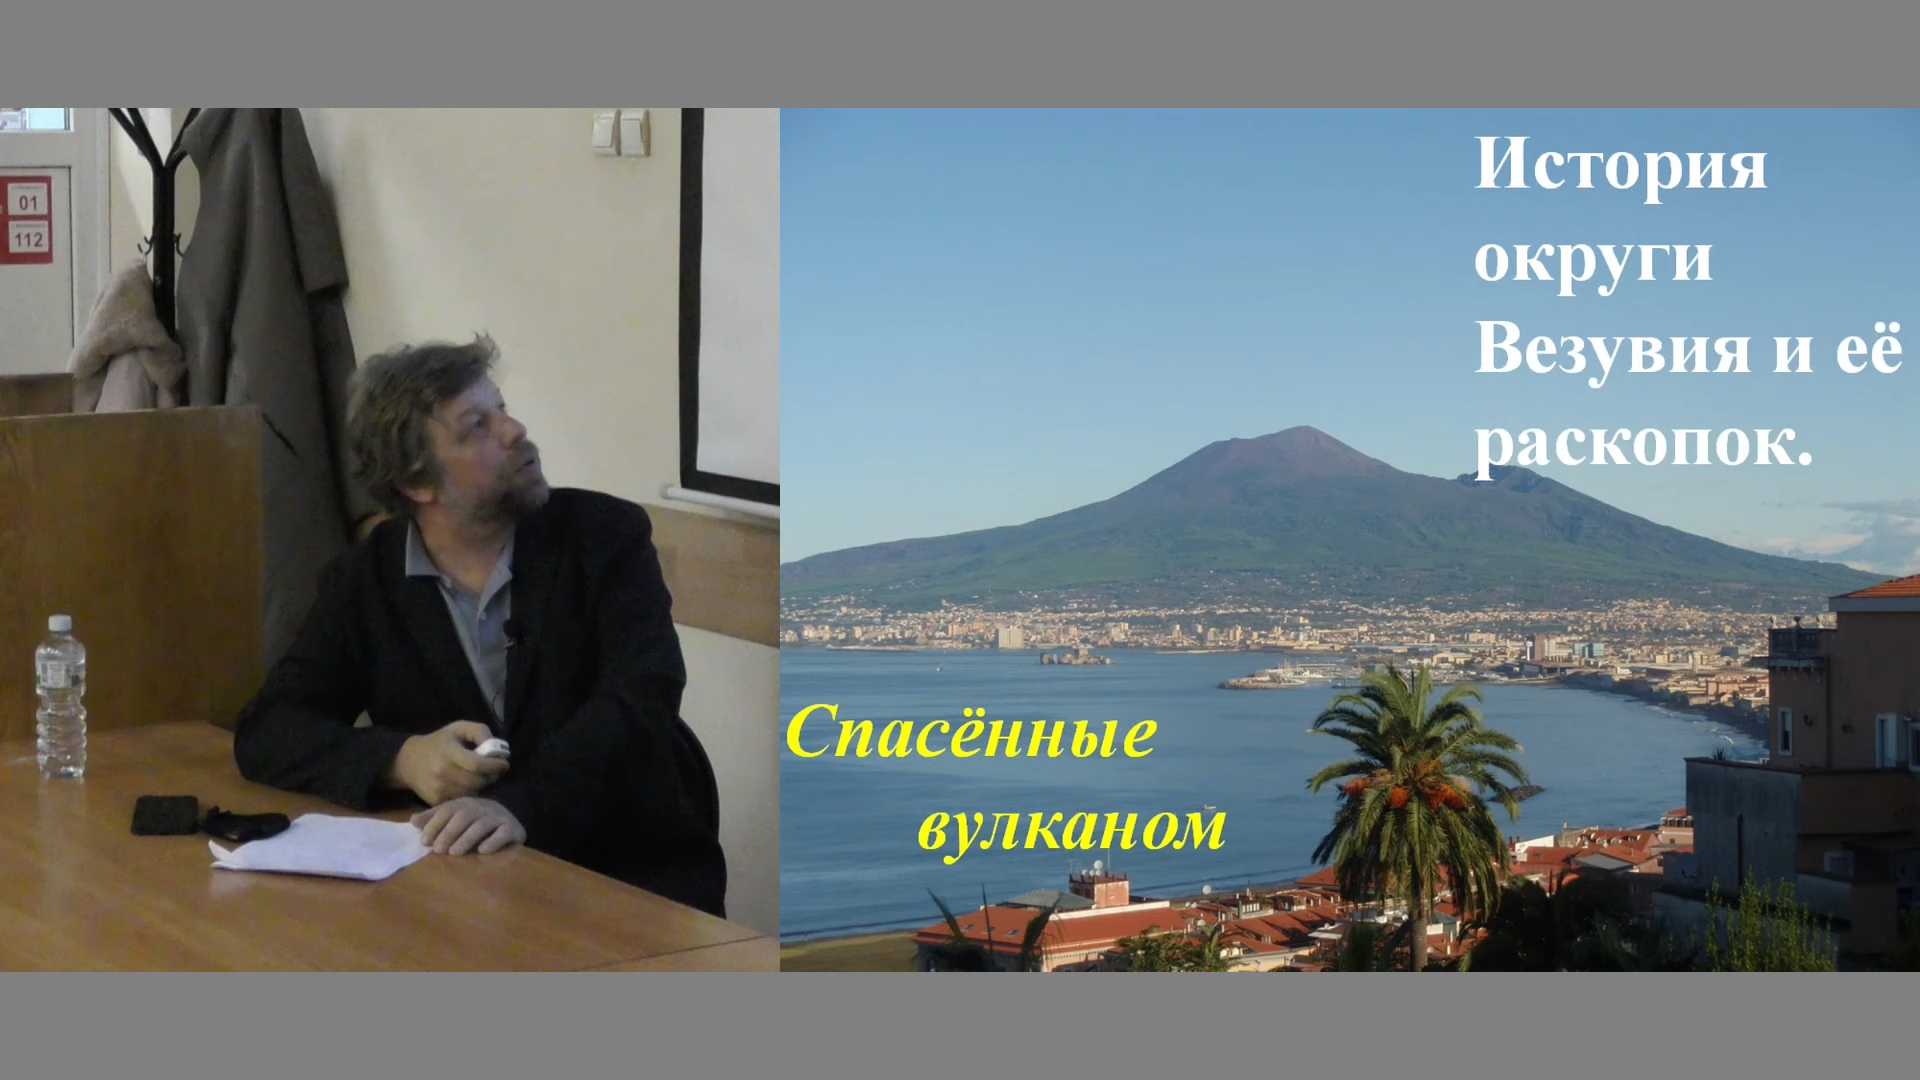 01
112
История
округи
Везувия и её
раскопок.
Спасённые
вулканом